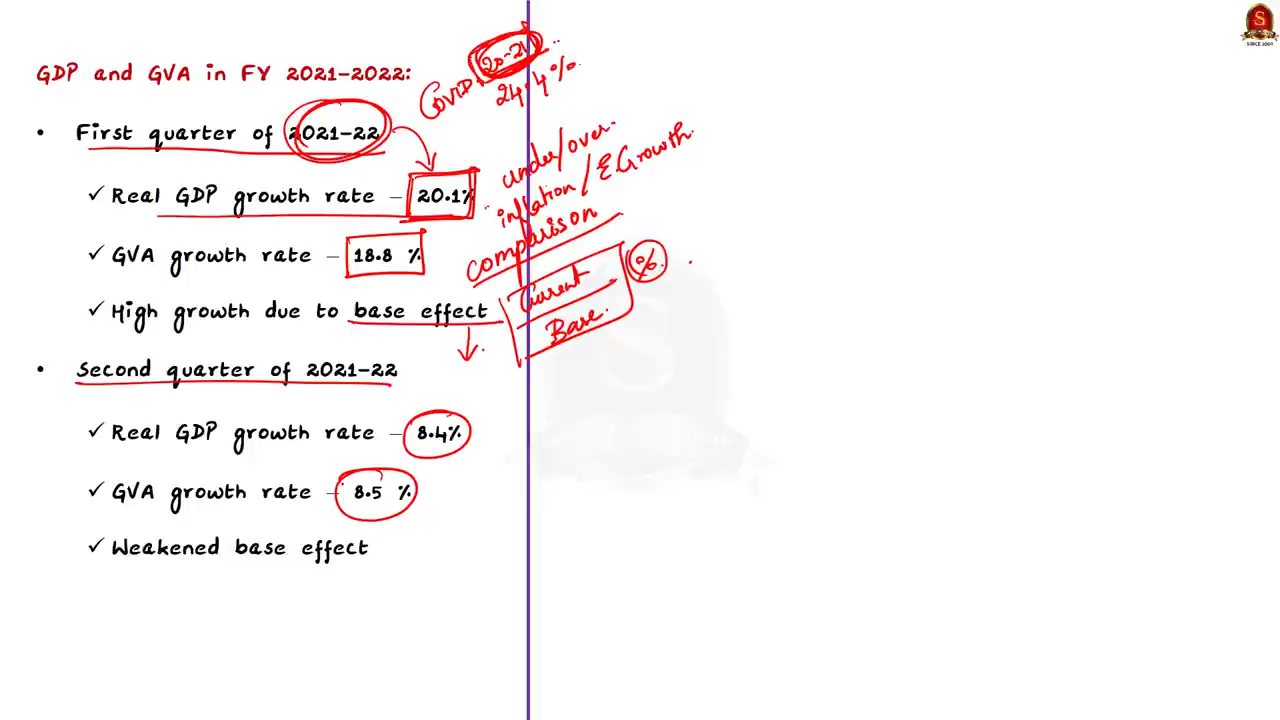 GDP and GVA in FY 2021-2022:
• First quarter of 2021-22
✓ Real GDP growth rate - 20.1%
✓ GVA growth rate - 18.8 %
✓ High growth due to base effect
• Second quarter of 2021-22
✓ Real GDP growth rate - 8.4%
✓ GVA growth rate - 8.5 %
✓ Weakened base effect
COVID. 20-21
24.4%
under/over
inflation/EGrowth
comparison
Current
Base
%
S
SINCE 2004